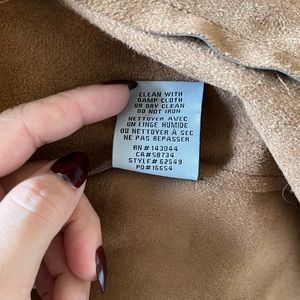 CLEAN WITH
DAMP CLOTH
OR DRY CLEAN
DO NOT IRON
NETTOYER AVEC
UN LINGE HUMIDE
OU NETTOYER À SEC
NE PAS REPASSER
RN# 143044
CA# 58734
STYLE# 62549
PO# 16654